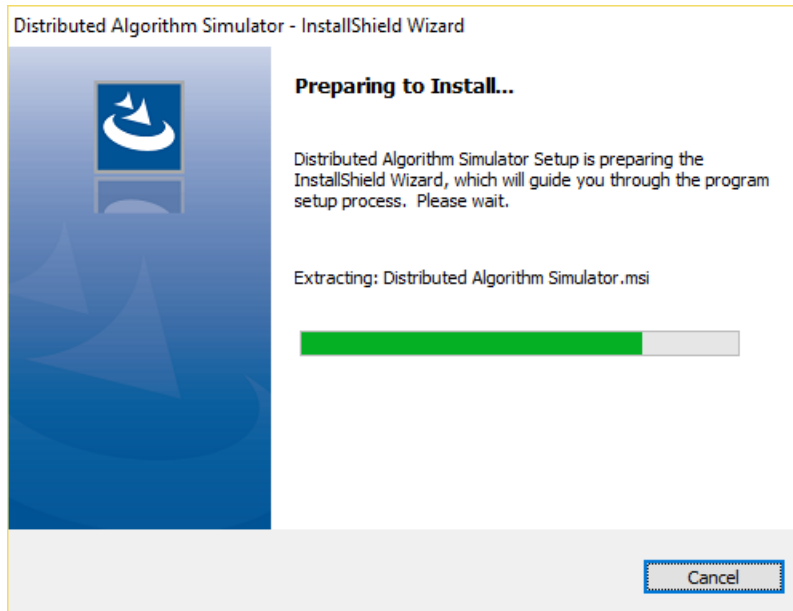 Distributed Algorithm Simulator - InstallShield Wizard
Preparing to Install...
Distributed Algorithm Simulator Setup is preparing the
InstallShield Wizard, which will guide you through the program
setup process.  Please wait.
Extracting: Distributed Algorithm Simulator.msi
Cancel